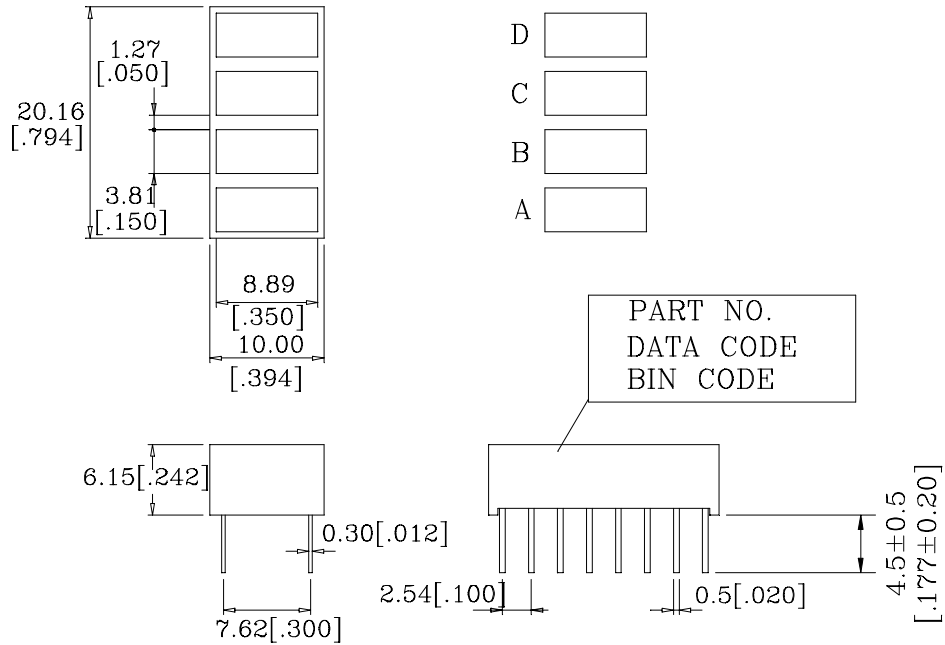 1.27
[.050]
20.16
[.794]
3.81
[.150]
8.89
[.350]
10.00
[.394]
D
C
B
A
PART NO.
DATA CODE
BIN CODE
6.15[.242]
0.30[.012]
7.62[.300]
2.54[.100]
0.5[.020]
4.5±0.5
[.177±0.20]